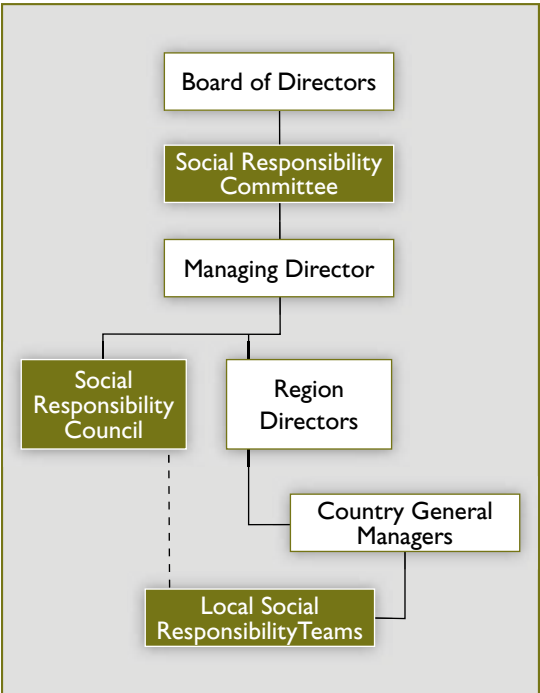 Board of Directors
Social Responsibility
Committee
Managing Director
Social
Responsibility
Council
Region
Directors
Country General
Managers
Local Social
ResponsibilityTeams